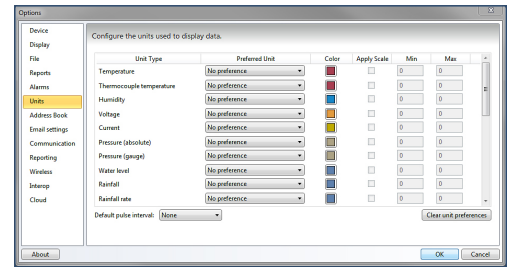 Options
Device
Display
File
Reports
Alarms
Units
Address Book
Email settings
Communication
Reporting
Wireless
Interop
Cloud
Configure the units used to display data.
Unit Type Preferred Unit Color Apply Scale Min Max
Temperature No preference 0 0
Thermocouple temperature No preference 0 0
Humidity No preference 0 0
Voltage No preference 0 0
Current No preference 0 0
Pressure (absolute) No preference 0 0
Pressure (gauge) No preference 0 0
Water level No preference 0 0
Rainfall No preference 0 0
Rainfall rate No preference 0 0
Default pulse interval: None Clear unit preferences
About OK Cancel